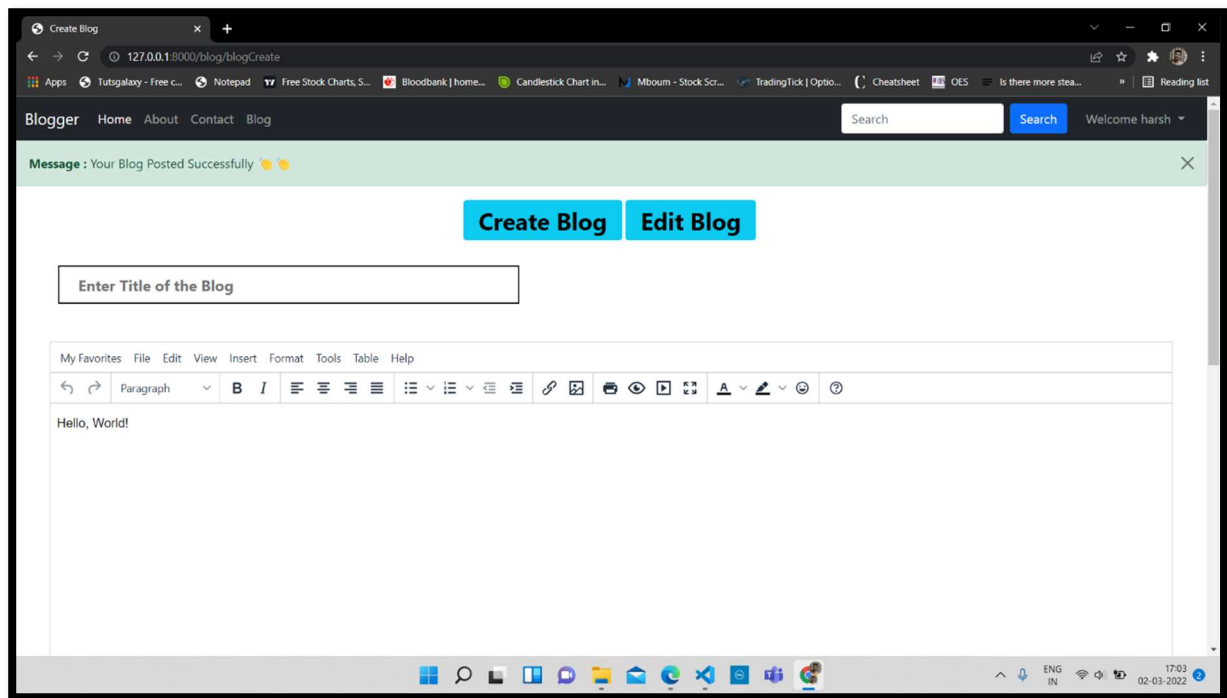 Create Blog
127.0.0.1:8000/blog/blogCreate
Apps Tutsgalaxy - Free c... Notepad Free Stock Charts, S... Bloodbank | home... Candlestick Chart in... Mboum - Stock Scr... TradingTick | Optio... Cheatsheet OES Is there more stea... » Reading list
Blogger Home About Contact Blog Search Search Welcome harsh
Message : Your Blog Posted Successfully 👏 👏
Create Blog Edit Blog
Enter Title of the Blog
My Favorites File Edit View Insert Format Tools Table Help
Paragraph B I A
Hello, World!
ENG 17:03
IN 02-03-2022 2